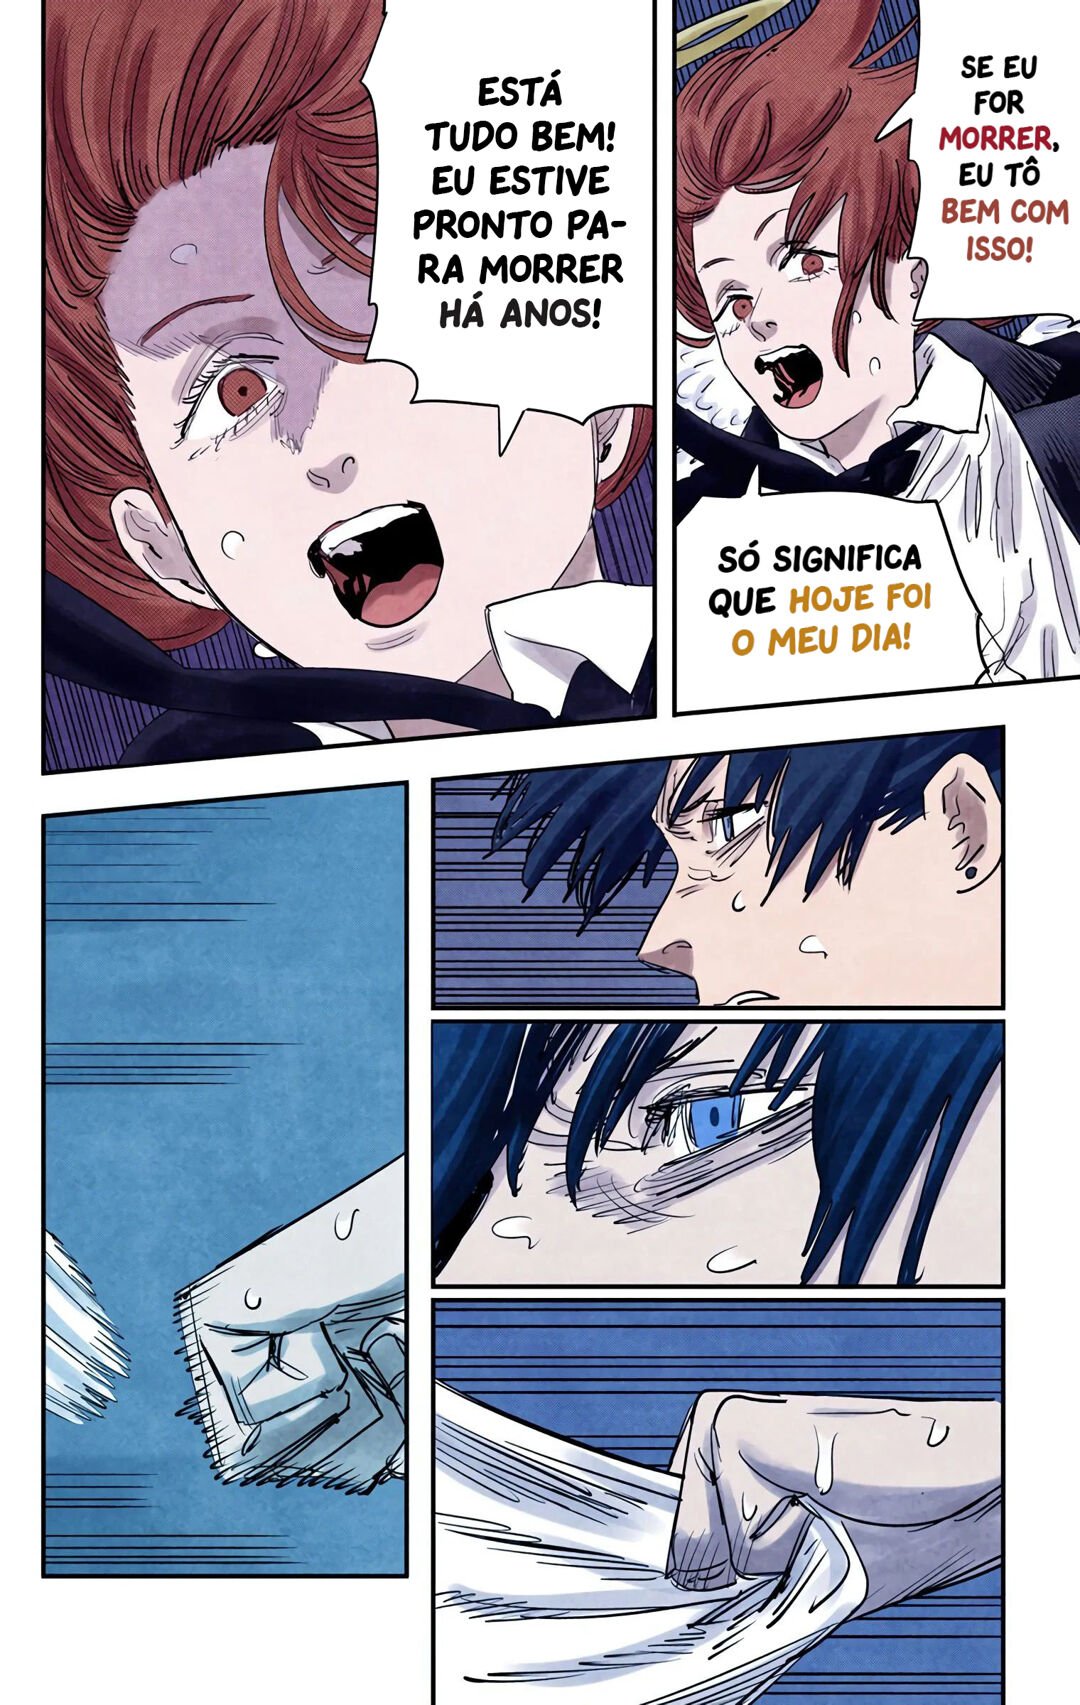 SE EU
FOR
MORRER,
EU TÔ
BEM COM
ISSO!
SÓ SIGNIFICA
QUE HOJE FOI
O MEU DIA!
ESTÁ
TUDO BEM!
EU ESTIVE
PRONTO PA-
RA MORRER
HÁ ANOS!